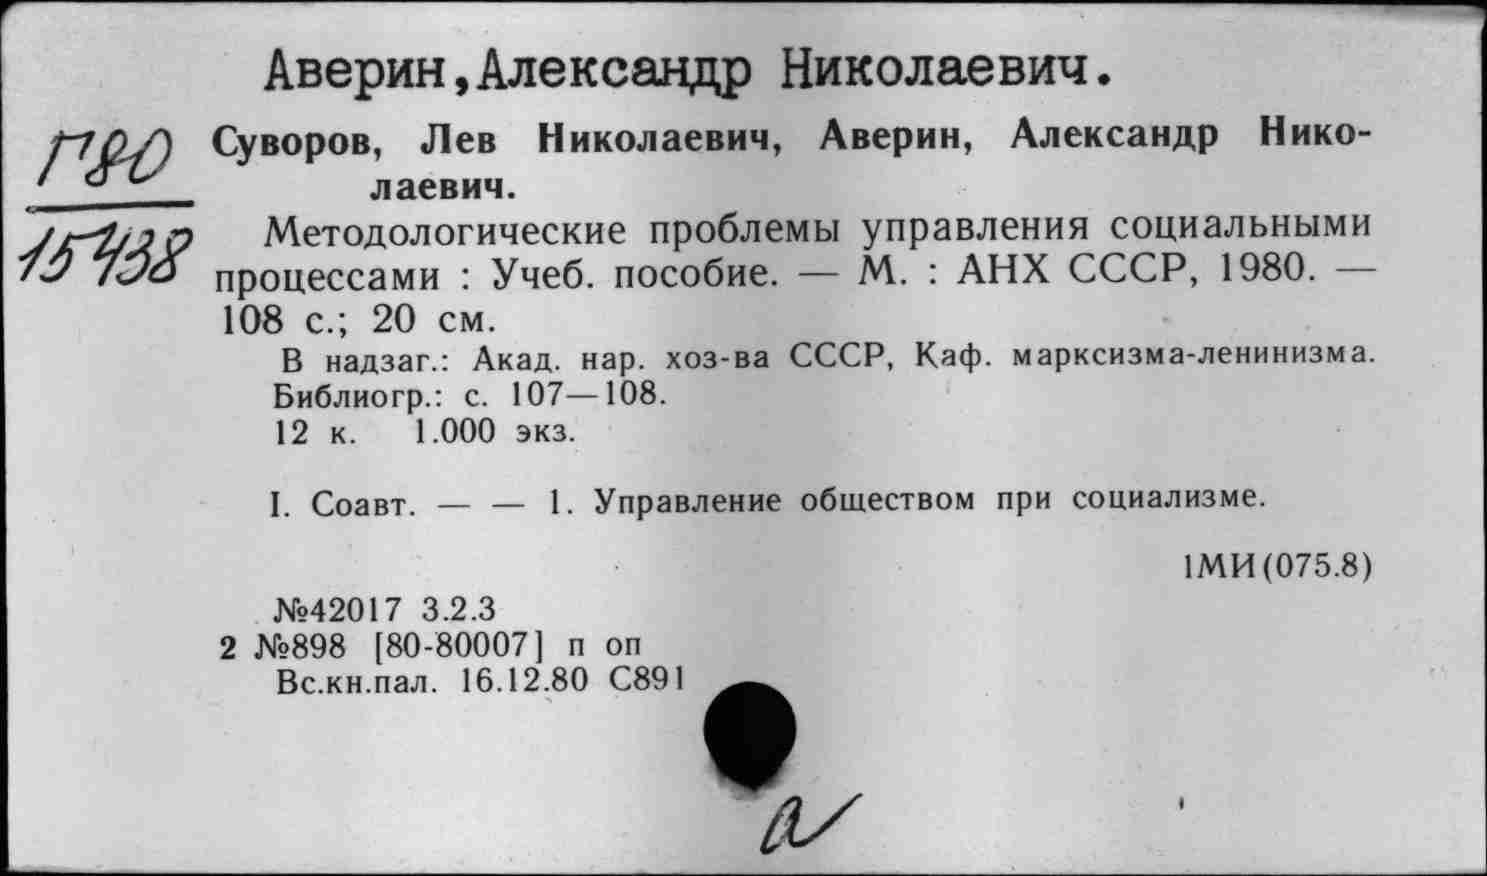 Аверин,Александр Николаевич.
Суворов, Лев Николаевич, Аверин, Александр Нико-
лаевич.
П80
15438
Методологические проблемы управления социальными
процессами : Учеб. пособие. — М. : АНХ СССР, 1980. —
108 с.; 20 см.
В надзаг.: Акад. нар. хоз-ва СССР, Каф. марксизма-ленинизма.
Библиогр.: с. 107—108.
12 к. 1.000 экз.
I. Соавт. — — 1. Управление обществом при социализме.
1МИ(075.8)
№42017 3.2.3
2 №898 [80-80007] п оп
Вс.кн.пал. 16.12.80 С891